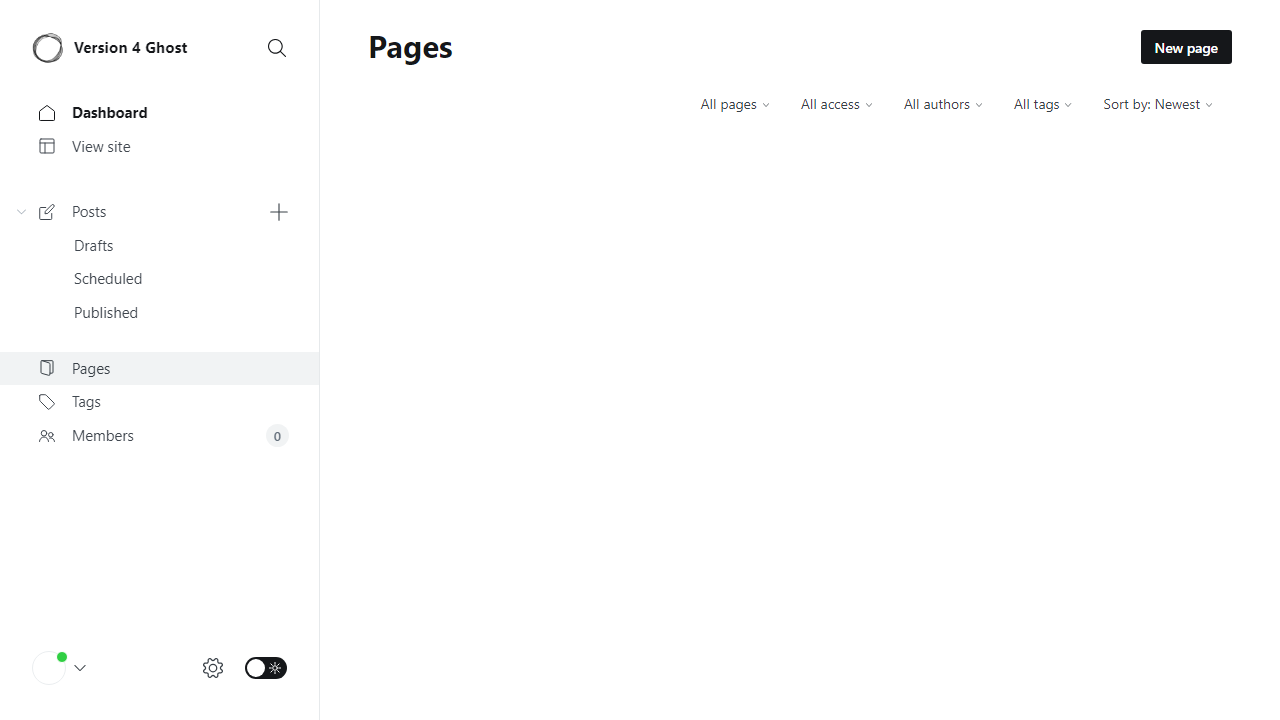 Version 4 Ghost
Dashboard
View site
Posts
Drafts
Scheduled
Published
Pages
Tags
Members 0
Pages
New page
All pages All access All authors All tags Sort by: Newest